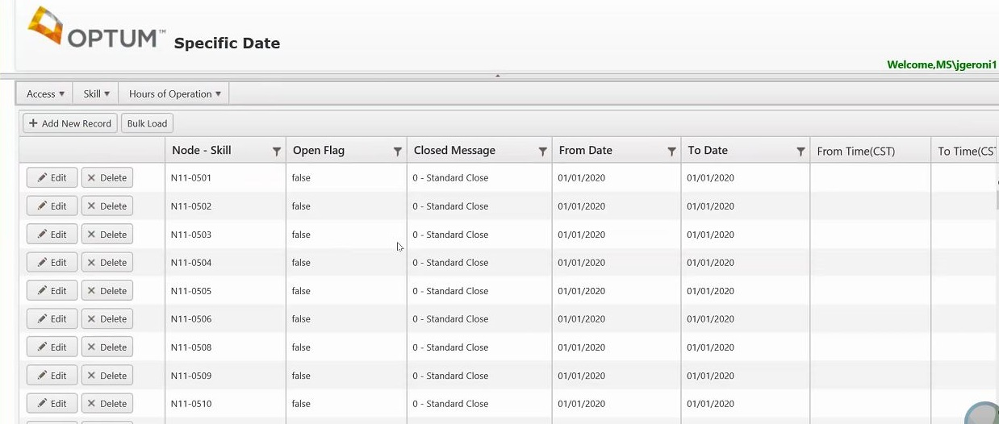 OPTUM™ Specific Date
Welcome,MS\jgeroni1
Access ▼ Skill ▼ Hours of Operation ▼
+ Add New Record Bulk Load
Node - Skill Open Flag Closed Message From Date To Date From Time(CST) To Time(CST
Edit Delete N11-0501 false 0 - Standard Close 01/01/2020 01/01/2020
Edit Delete N11-0502 false 0 - Standard Close 01/01/2020 01/01/2020
Edit Delete N11-0503 false 0 - Standard Close 01/01/2020 01/01/2020
Edit Delete N11-0504 false 0 - Standard Close 01/01/2020 01/01/2020
Edit Delete N11-0505 false 0 - Standard Close 01/01/2020 01/01/2020
Edit Delete N11-0506 false 0 - Standard Close 01/01/2020 01/01/2020
Edit Delete N11-0508 false 0 - Standard Close 01/01/2020 01/01/2020
Edit Delete N11-0509 false 0 - Standard Close 01/01/2020 01/01/2020
Edit Delete N11-0510 false 0 - Standard Close 01/01/2020 01/01/2020